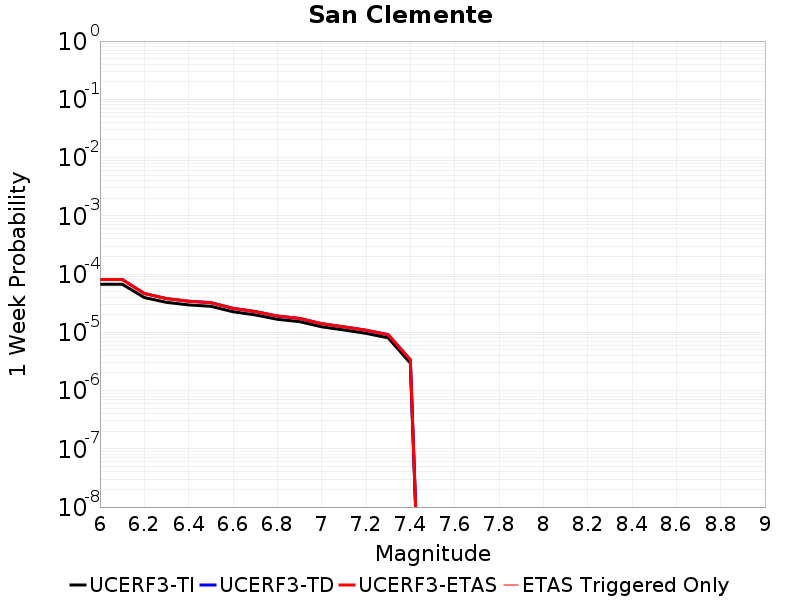 San Clemente
10^0
10^-1
10^-2
10^-3
10^-4
10^-5
10^-6
10^-7
10^-8
1 Week Probability
6 6.2 6.4 6.6 6.8 7 7.2 7.4 7.6 7.8 8 8.2 8.4 8.6 8.8 9
Magnitude
UCERF3-TI UCERF3-TD UCERF3-ETAS ETAS Triggered Only